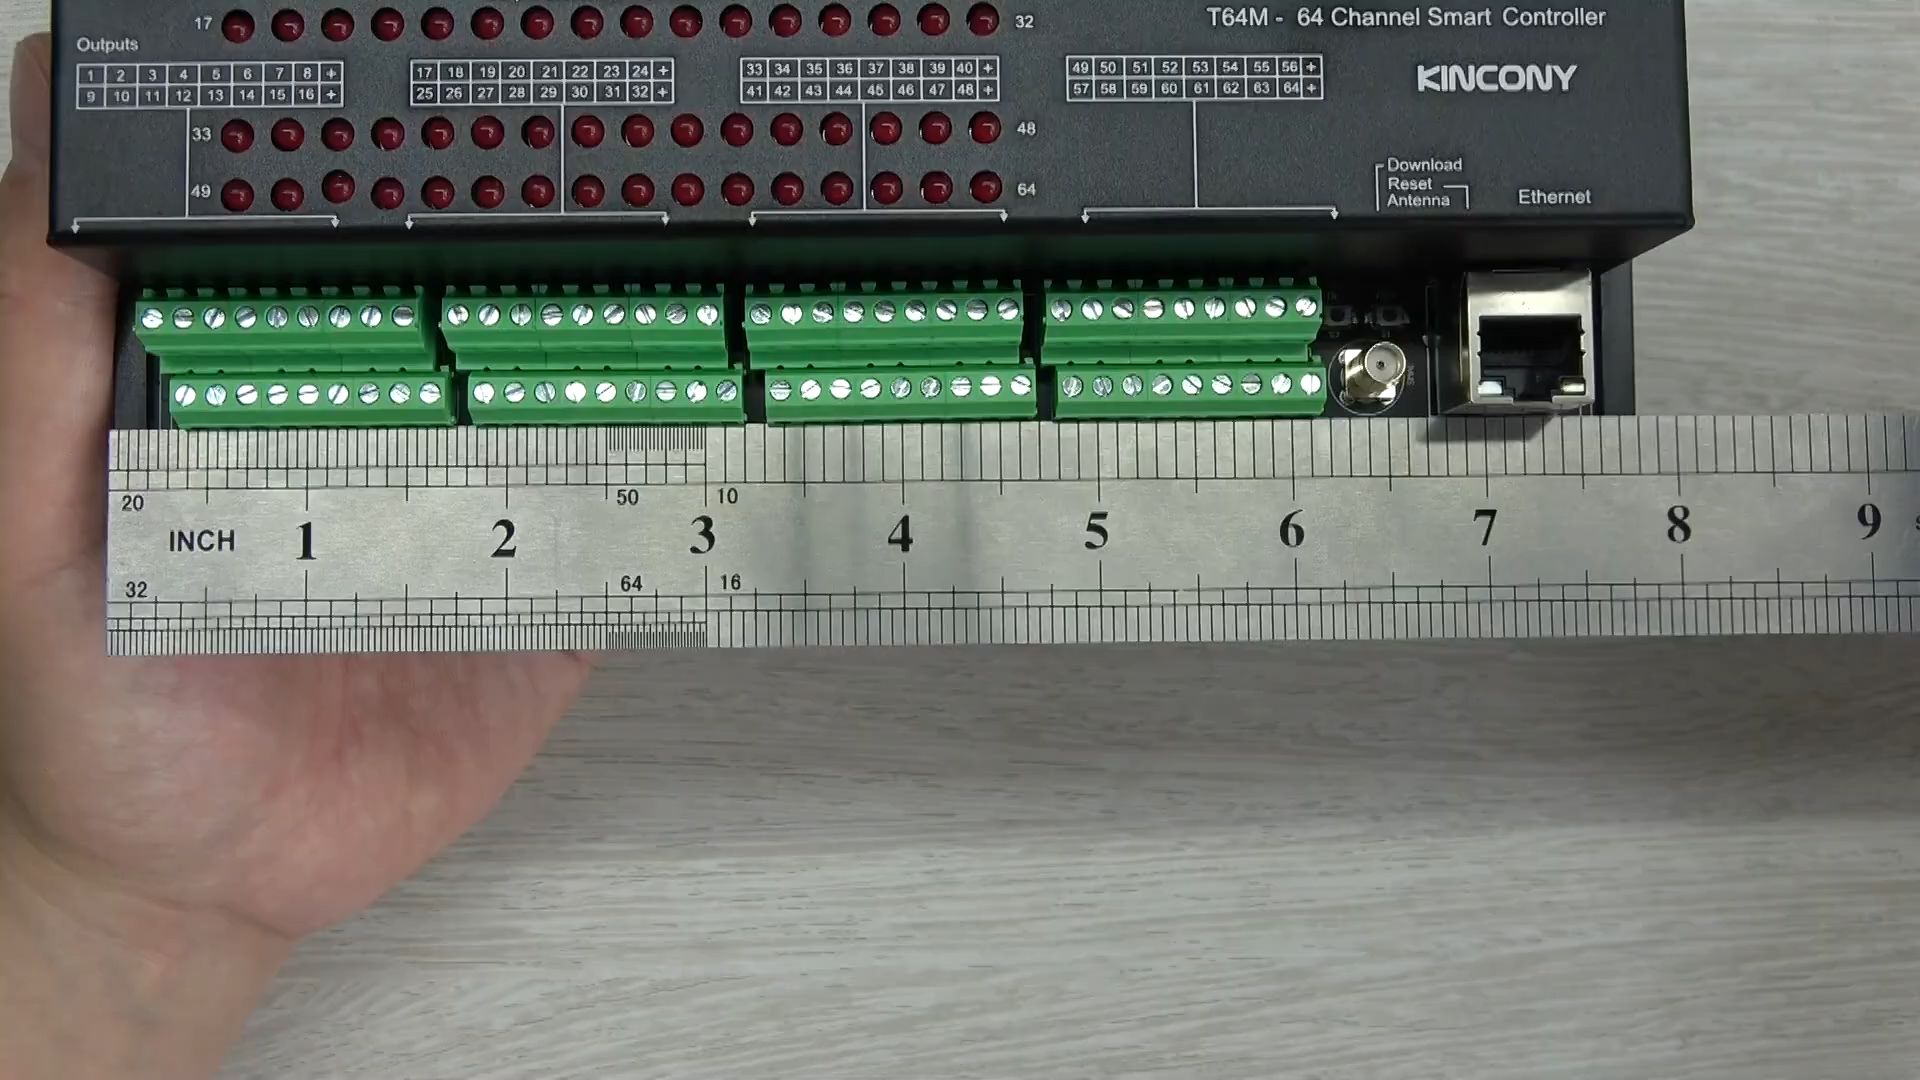 17 32
T64M - 64 Channel Smart Controller
Outputs
1 2 3 4 5 6 7 8 +
9 10 11 12 13 14 15 16 +
17 18 19 20 21 22 23 24 +
25 26 27 28 29 30 31 32 +
33 34 35 36 37 38 39 40 +
41 42 43 44 45 46 47 48 +
49 50 51 52 53 54 55 56 +
57 58 59 60 61 62 63 64 +
KINCONY
33 48
49 64
Download
Reset
Antenna
Ethernet
20 50 10
INCH 1 2 3 4 5 6 7 8 9
32 64 16